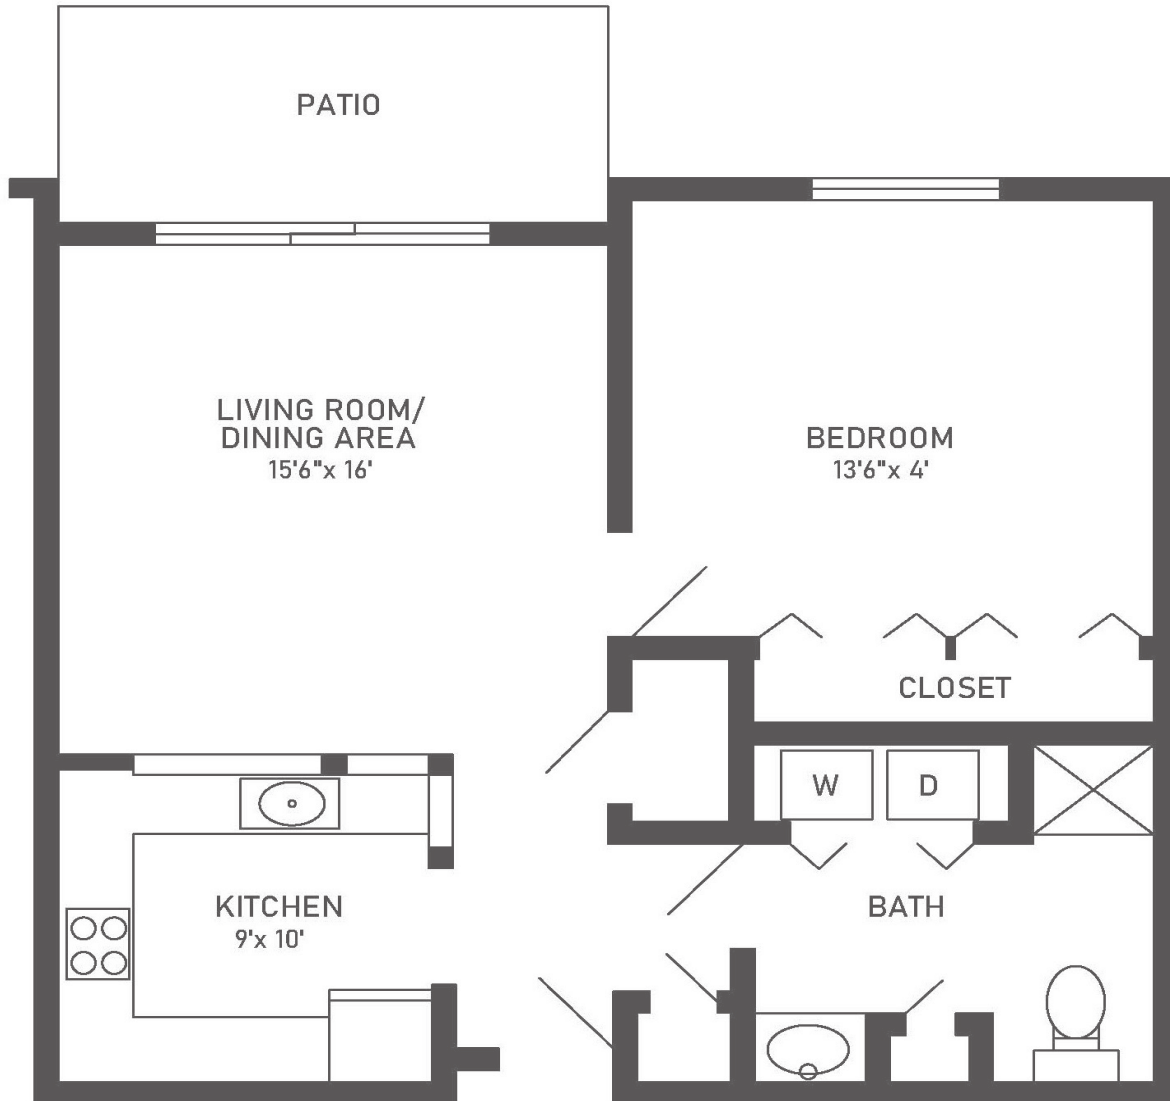 PATIO
LIVING ROOM/
DINING AREA
15'6"x 16'
BEDROOM
13'6"x 4'
CLOSET
W
D
KITCHEN
9'x 10'
BATH